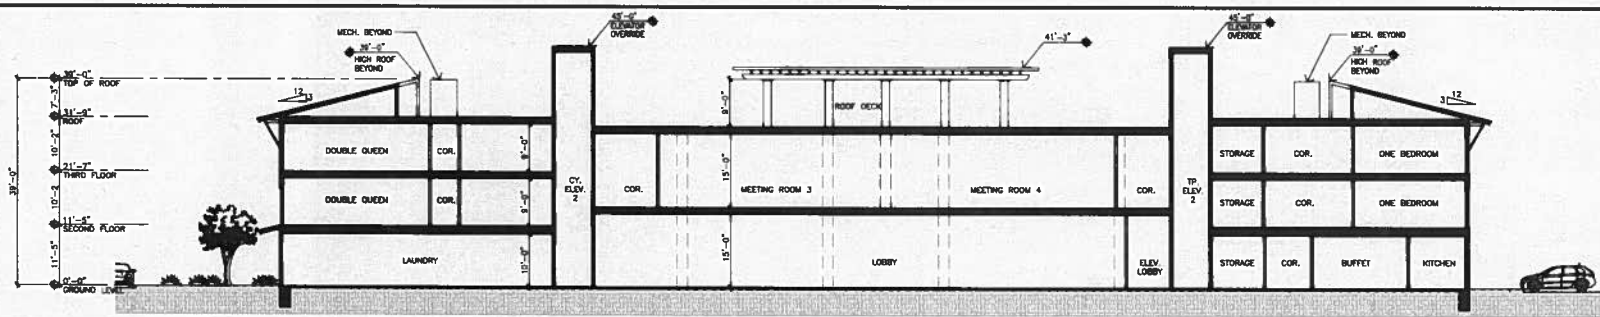 45'-0"
ELEVATOR
OVERRIDE
45'-0"
ELEVATOR
OVERRIDE
MECH. BEYOND
MECH. BEYOND
41'-3"
39'-0"
HIGH ROOF
BEYOND
39'-0"
HIGH ROOF
BEYOND
39'-0"
TOP OF ROOF
12
3
12
3
7'-3"
31'-9"
ROOF
9'-0"
ROOF DECK
10'-2"
DOUBLE QUEEN
COR.
9'-0"
STORAGE
COR.
ONE BEDROOM
21'-7"
THIRD FLOOR
39'-0"
CY.
ELEV.
2
COR.
15'-0"
MEETING ROOM 3
MEETING ROOM 4
COR.
TP.
ELEV.
2
10'-2
DOUBLE QUEEN
COR.
9'-0"
STORAGE
COR.
ONE BEDROOM
11'-5"
SECOND FLOOR
11'-5"
LAUNDRY
10'-0"
15'-0"
LOBBY
ELEV.
LOBBY
STORAGE
COR.
BUFFET
KITCHEN
0'-0"
GROUND LEVEL